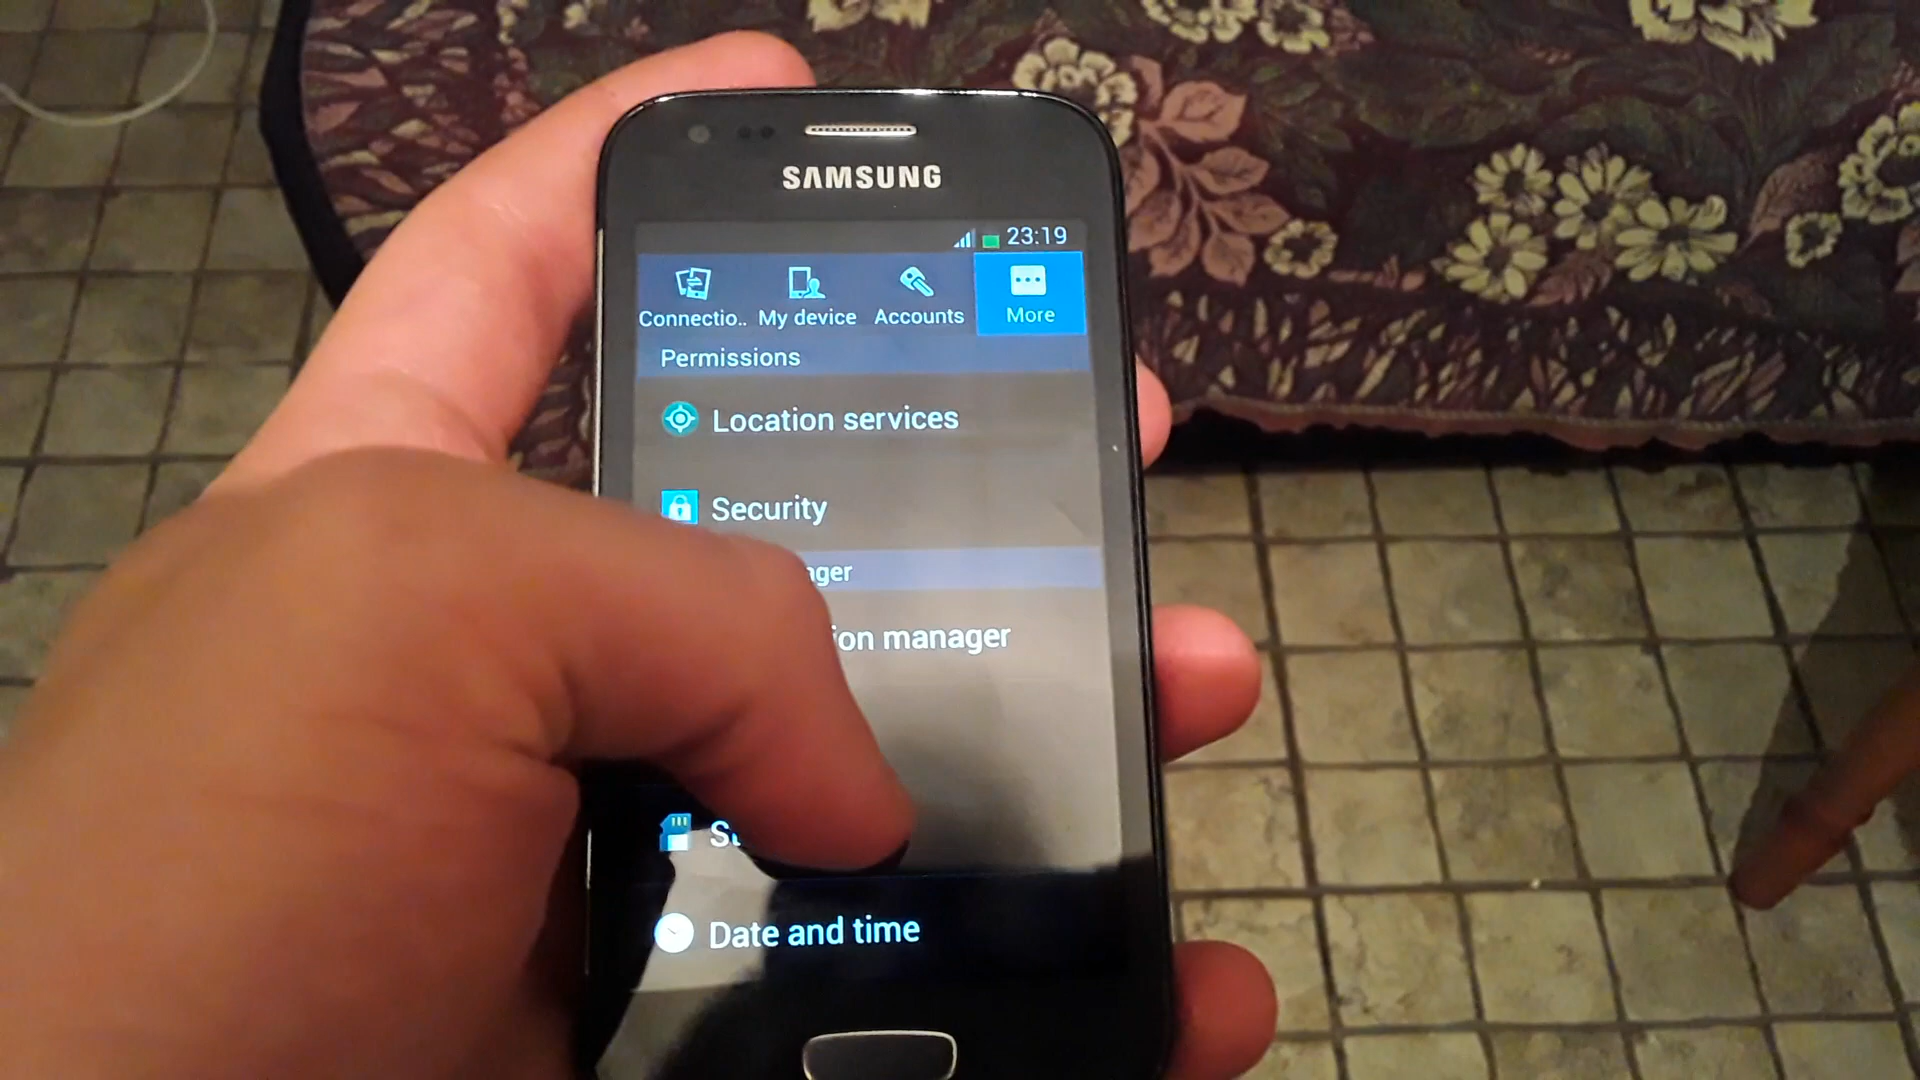 SAMSUNG
23:19
Connectio.. My device Accounts More
Permissions
Location services
Security
ger
ion manager
Date and time